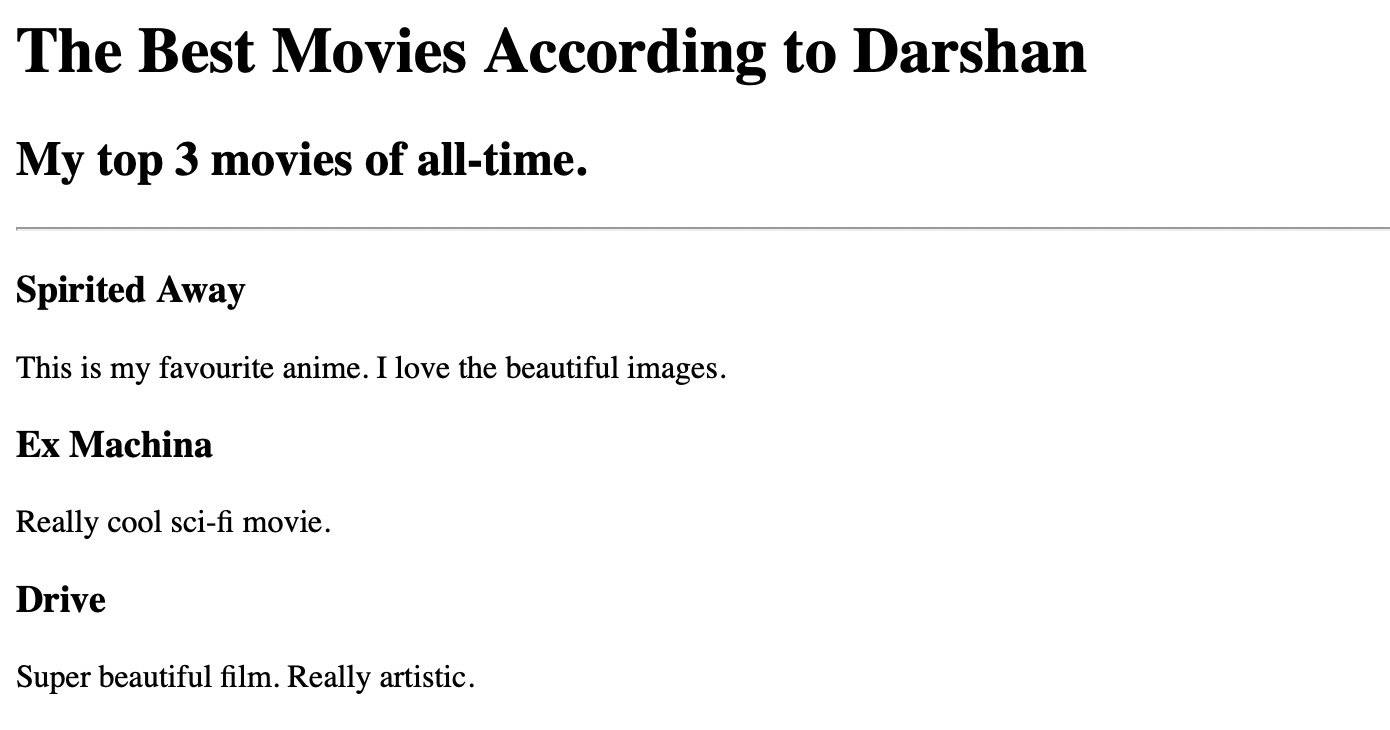 The Best Movies According to Darshan
My top 3 movies of all-time.
Spirited Away
This is my favourite anime. I love the beautiful images.
Ex Machina
Really cool sci-fi movie.
Drive
Super beautiful film. Really artistic.